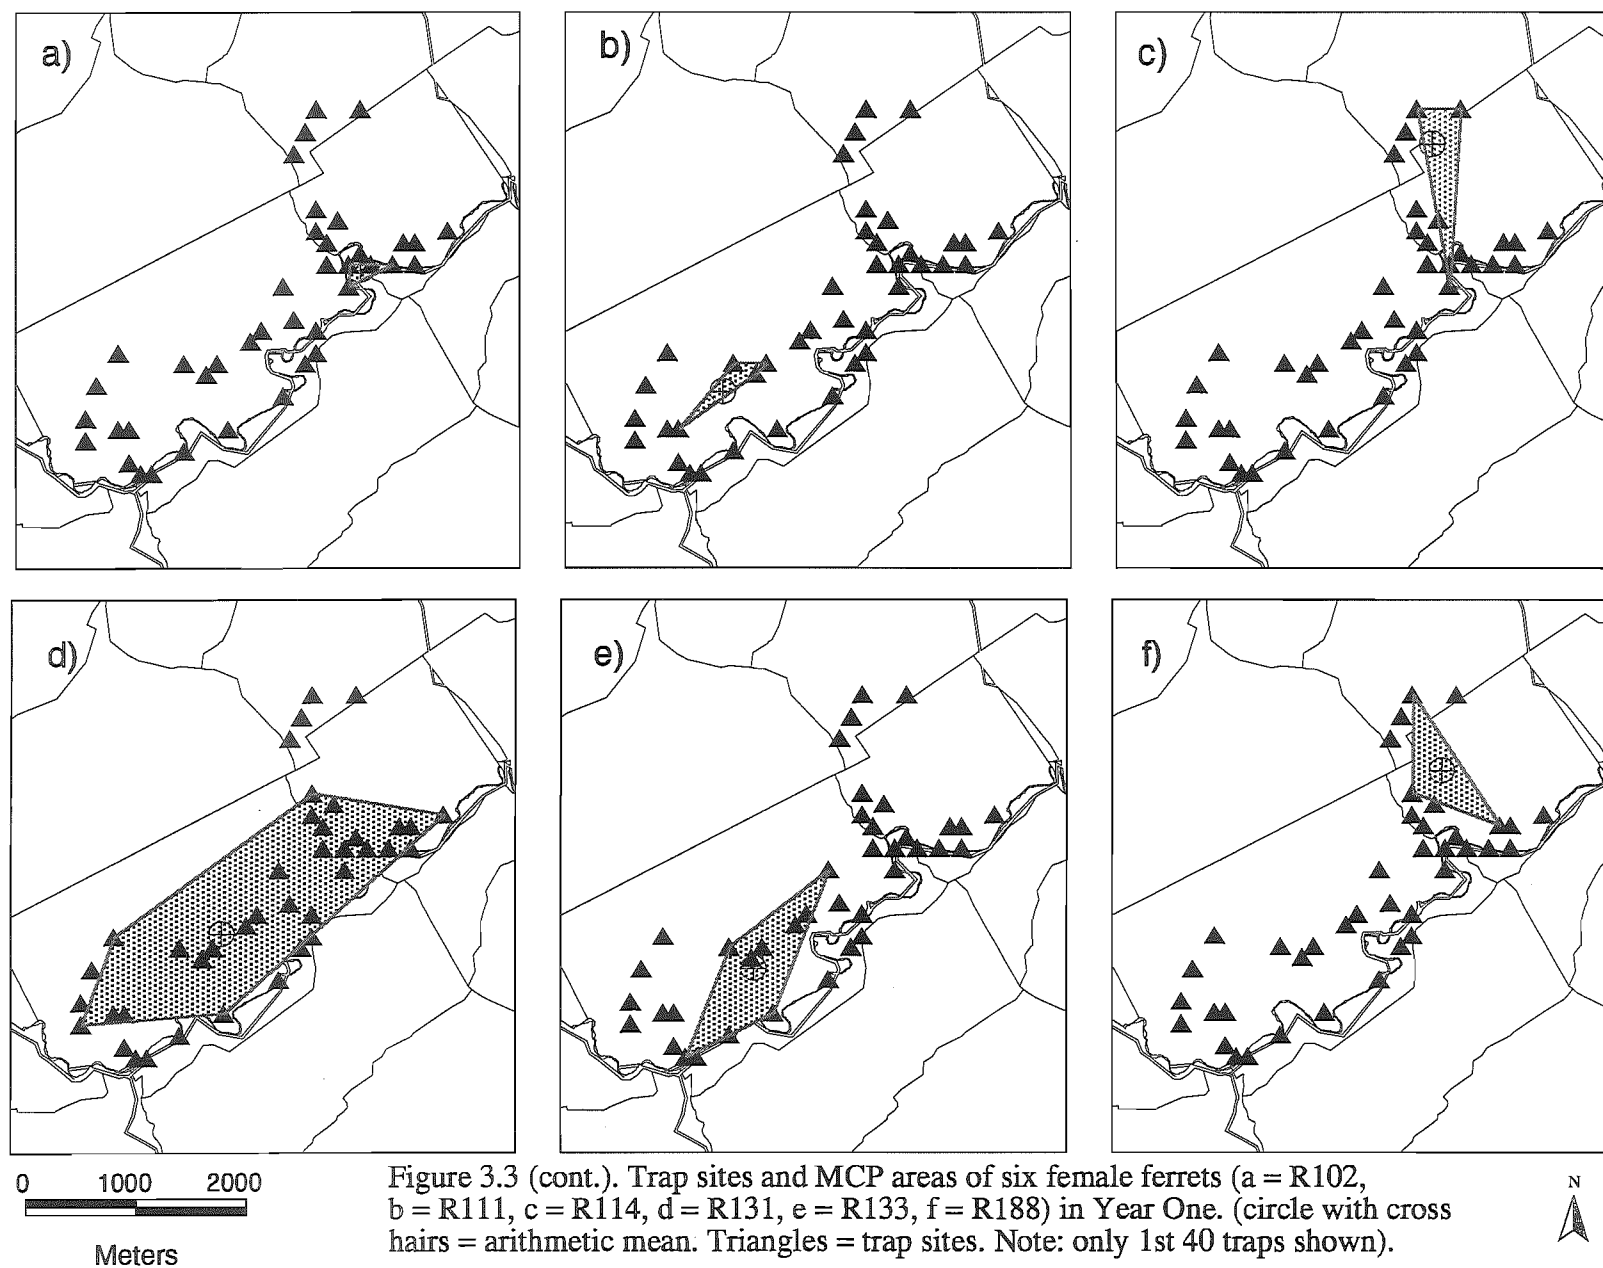 a)
b)
c)
d)
e)
f)
0 1000 2000
Meters
Figure 3.3 (cont.). Trap sites and MCP areas of six female ferrets (a = R102,
b = R111, c = R114, d = R131, e = R133, f = R188) in Year One. (circle with cross
hairs = arithmetic mean. Triangles = trap sites. Note: only 1st 40 traps shown).
N